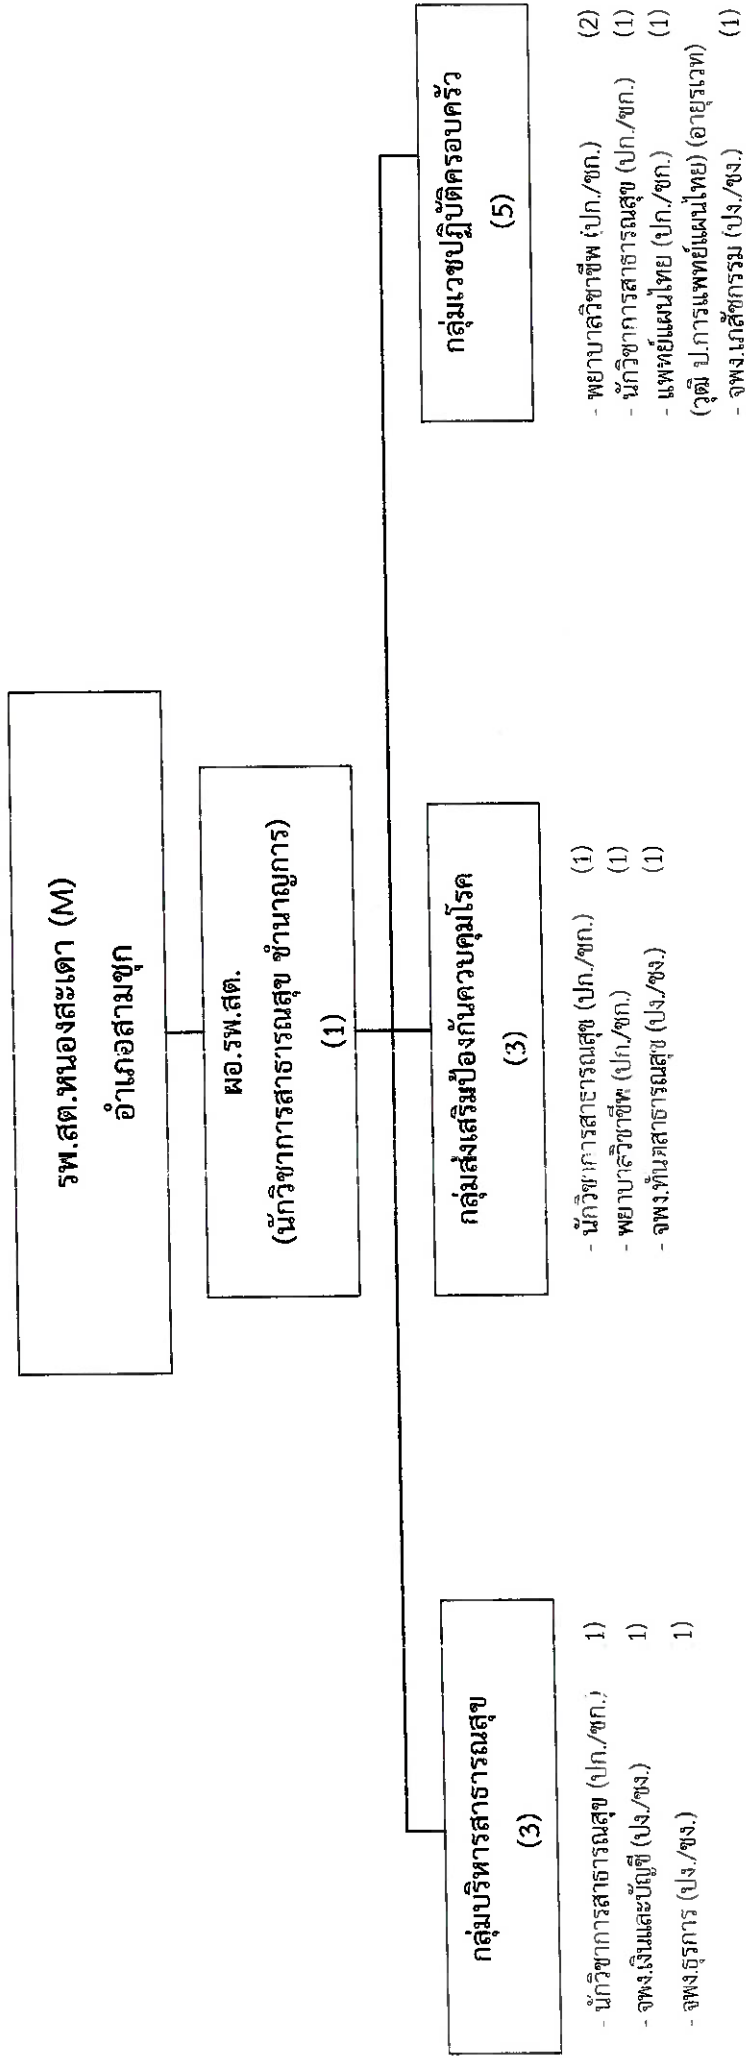 รพ.สต.หนองสะเดา (M)
อำเภอสามชุก
ผอ.รพ.สต.
(นักวิชาการสาธารณสุข ชำนาญการ)
(1)
กลุ่มบริหารสาธารณสุข
(3)
- นักวิชาการสาธารณสุข (ปก./ชก.) 1)
- จพง.เงินและบัญชี (ปง./ชง.) 1)
- จพง.ธุรการ (ปง./ชง.) 1)
กลุ่มส่งเสริมป้องกันควบคุมโรค
(3)
- นักวิชาการสาธารณสุข (ปก./ชก.) (1)
- พยาบาลวิชาชีพ (ปก./ชก.) (1)
- จพง.ทันตสาธารณสุข (ปง./ชง.) (1)
กลุ่มเวชปฏิบัติครอบครัว
(5)
- พยาบาลวิชาชีพ (ปก./ชก.) (2)
- นักวิชาการสาธารณสุข (ปก./ชก.) (1)
- แพทย์แผนไทย (ปก./ชก.) (1)
(วุฒิ ป.การแพทย์แผนไทย) (อายุรเวท)
- จพง.เภสัชกรรม (ปง./ชง.) (1)